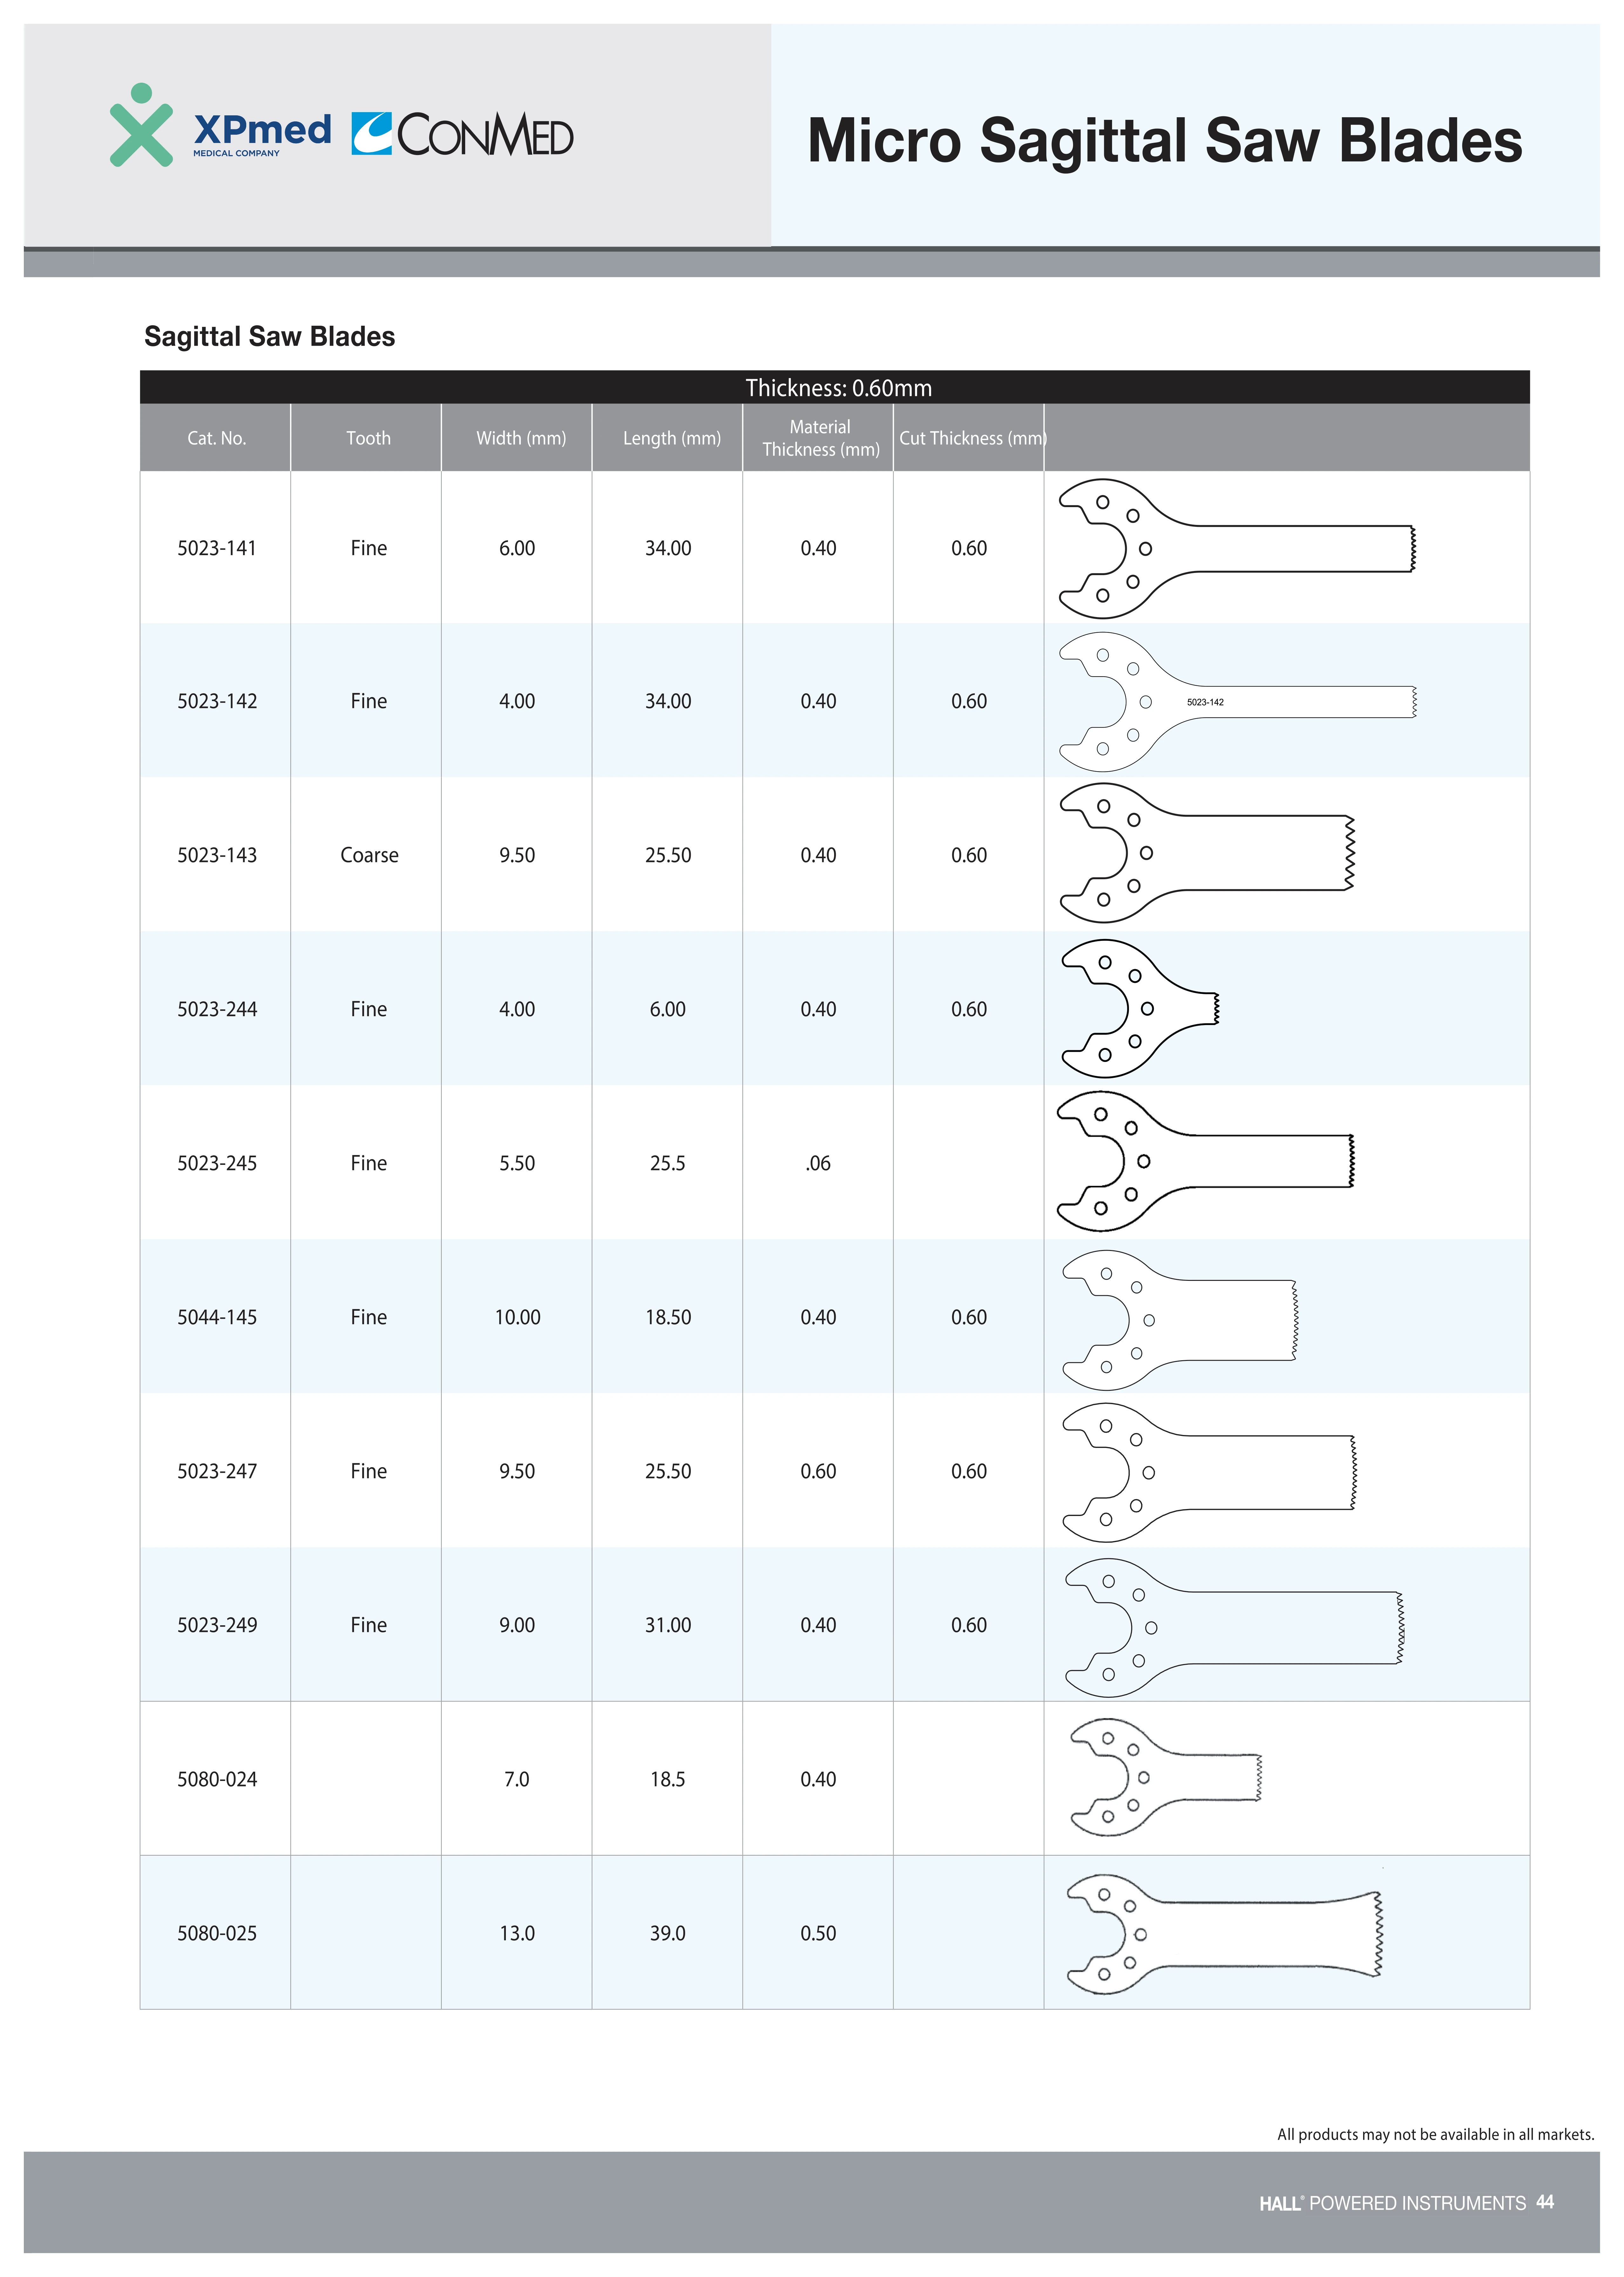 XPmed
MEDICAL COMPANY
CONMED
Micro Sagittal Saw Blades
Sagittal Saw Blades
Thickness: 0.60mm
Cat. No. Tooth Width (mm) Length (mm) Material Thickness (mm) Cut Thickness (mm)
5023-141 Fine 6.00 34.00 0.40 0.60
5023-142 Fine 4.00 34.00 0.40 0.60 5023-142
5023-143 Coarse 9.50 25.50 0.40 0.60
5023-244 Fine 4.00 6.00 0.40 0.60
5023-245 Fine 5.50 25.5 .06
5044-145 Fine 10.00 18.50 0.40 0.60
5023-247 Fine 9.50 25.50 0.60 0.60
5023-249 Fine 9.00 31.00 0.40 0.60
5080-024 7.0 18.5 0.40
5080-025 13.0 39.0 0.50
All products may not be available in all markets.
HALL® POWERED INSTRUMENTS 44